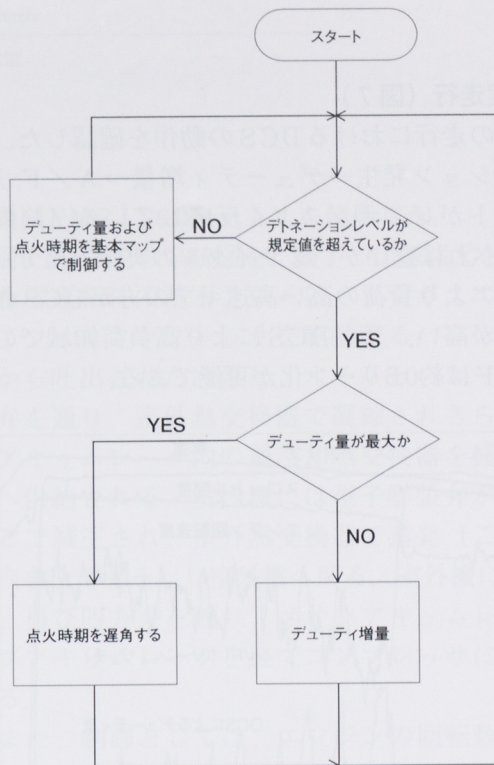 スタート
デトネーションレベルが
規定値を超えているか
NO
デューティ量および
点火時期を基本マップ
で制御する
YES
デューティ量が最大か
YES
NO
点火時期を遅角する
デューティ増量